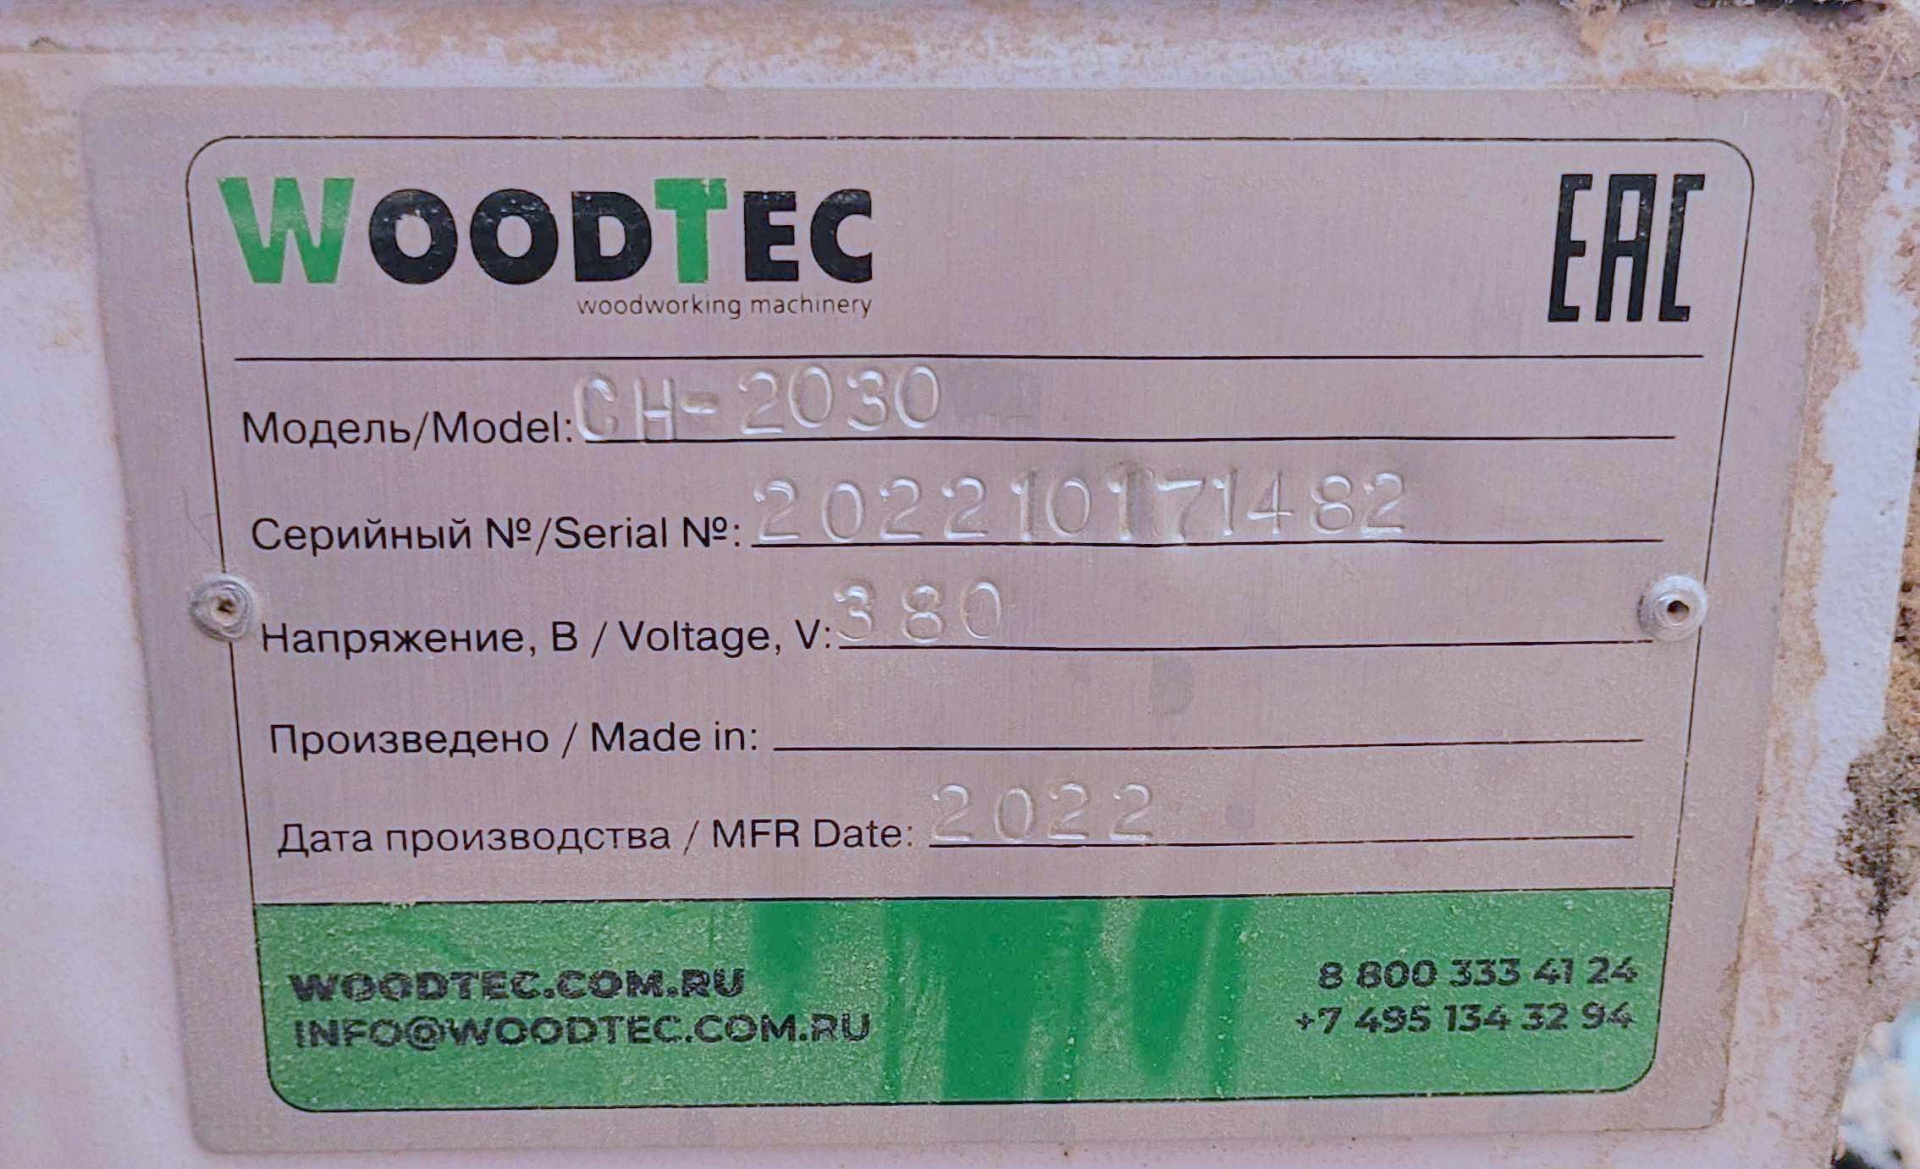 WOODTEC
woodworking machinery
EAC
Модель/Model: CH-2030
Серийный №/Serial №: 202210171482
Напряжение, В / Voltage, V: 380
Произведено / Made in:
Дата производства / MFR Date: 2022
WOODTEC.COM.RU
INFO@WOODTEC.COM.RU
8 800 333 41 24
+7 495 134 32 94